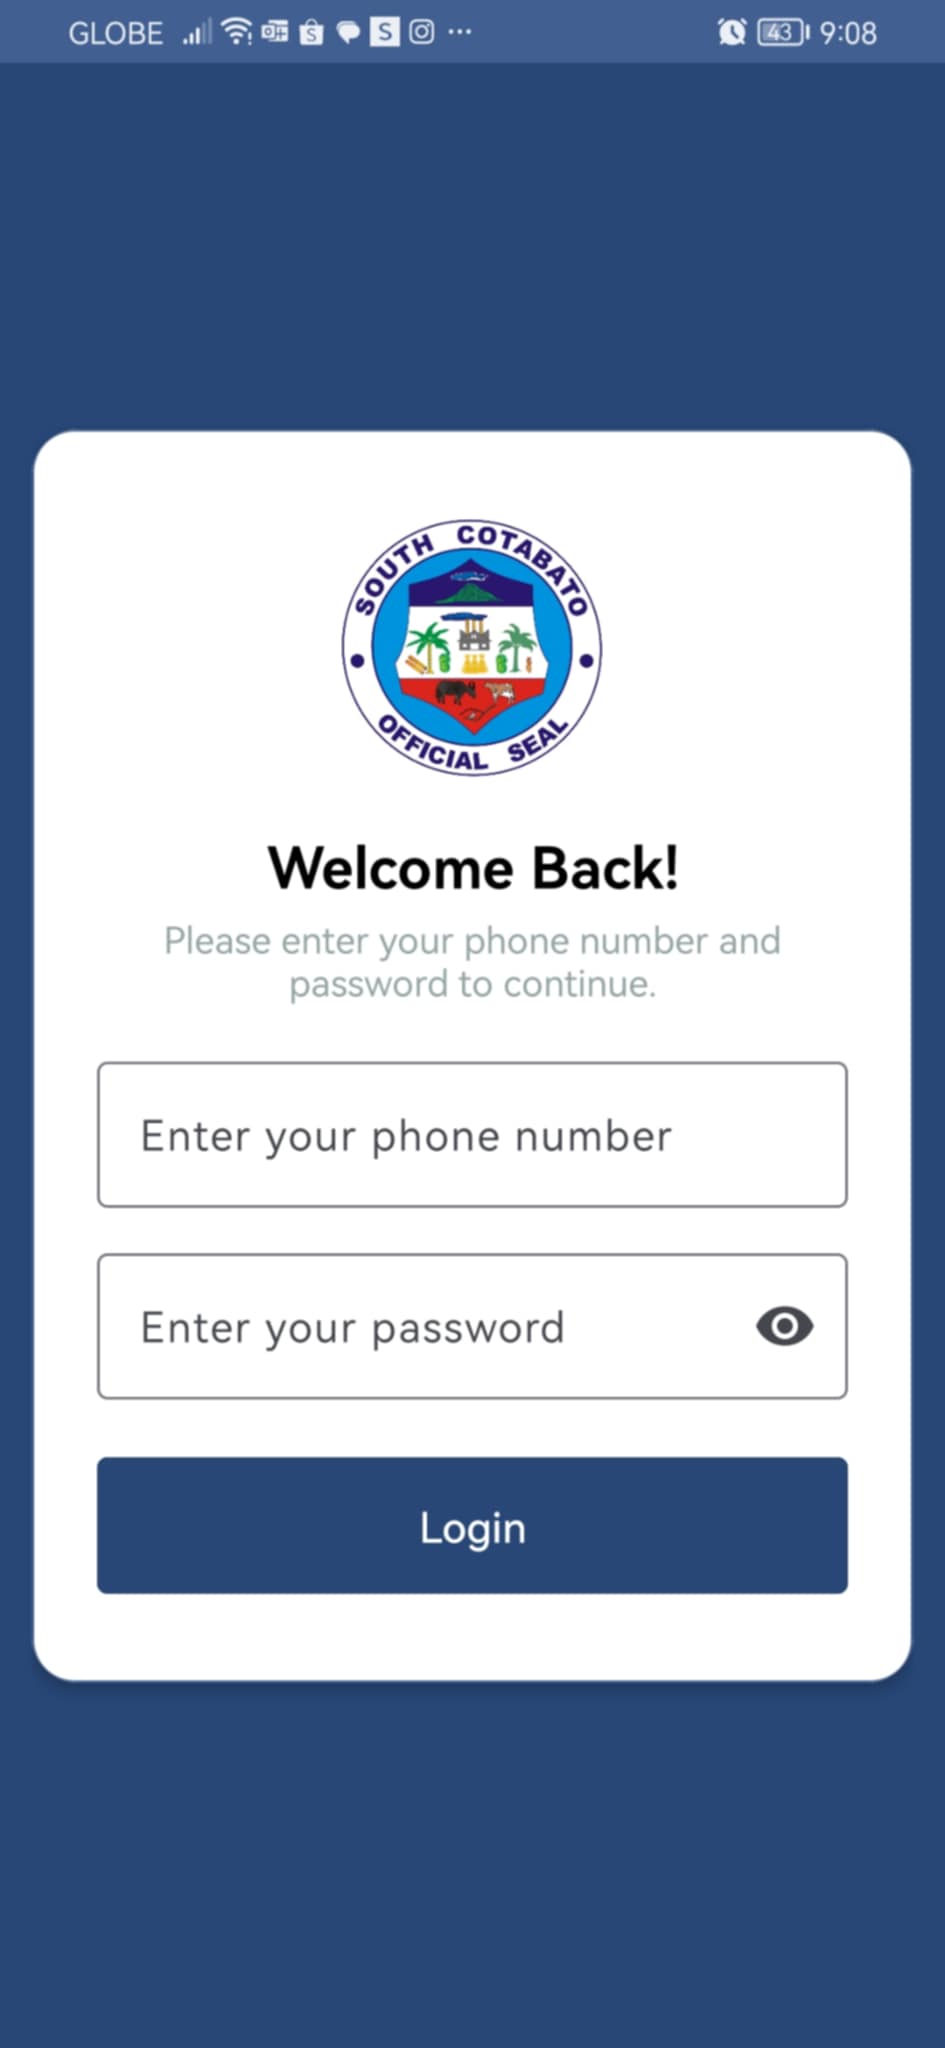 GLOBE
S
S
43
9:08
SOUTH COTABATO
OFFICIAL SEAL
Welcome Back!
Please enter your phone number and
password to continue.
Enter your phone number
Enter your password
Login